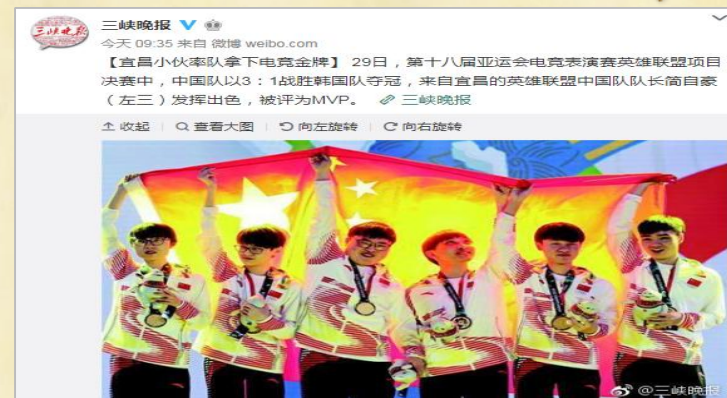 三峡晚报
三峡晚报
今天 09:35 来自 微博 weibo.com
【宜昌小伙率队拿下电竞金牌】 29日，第十八届亚运会电竞表演赛英雄联盟项目
决赛中，中国队以3：1战胜韩国队夺冠，来自宜昌的英雄联盟中国队队长简自豪
（左三）发挥出色，被评为MVP。 三峡晚报
收起 查看大图 向左旋转 向右旋转
@三峡晚报